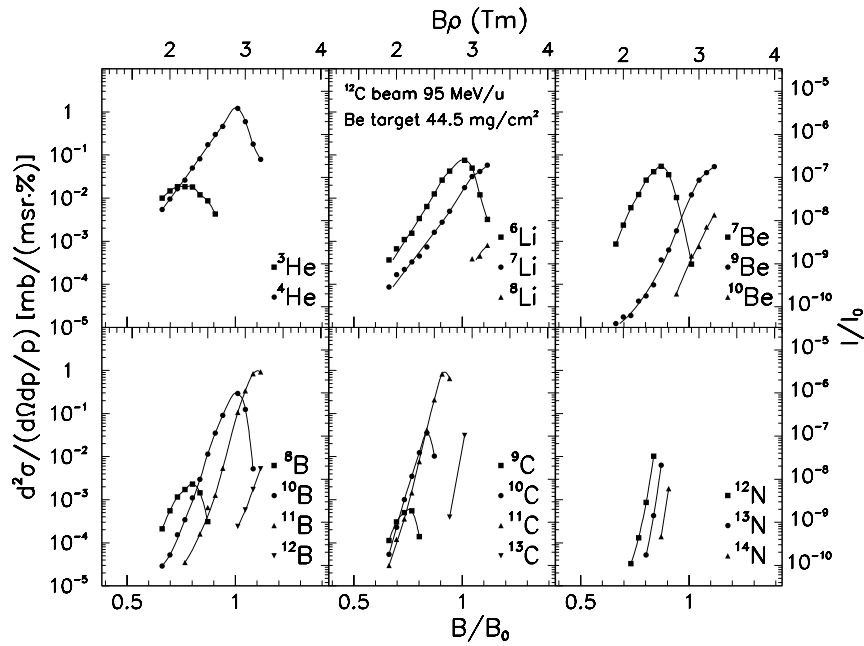 Bρ (Tm)
2 3 4 2 3 4 2 3 4
¹²C beam 95 MeV/u
Be target 44.5 mg/cm²
d²σ/(dΩdp/p) [mb/(msr·%)]
1
10⁻¹
10⁻²
10⁻³
10⁻⁴
10⁻⁵
³He
⁴He
⁶Li
⁷Li
⁸Li
⁷Be
⁹Be
¹⁰Be
10⁻⁵
10⁻⁶
10⁻⁷
10⁻⁸
10⁻⁹
10⁻¹⁰
I/I₀
1
10⁻¹
10⁻²
10⁻³
10⁻⁴
10⁻⁵
⁸B
¹⁰B
¹¹B
¹²B
⁹C
¹⁰C
¹¹C
¹³C
¹²N
¹³N
¹⁴N
10⁻⁵
10⁻⁶
10⁻⁷
10⁻⁸
10⁻⁹
10⁻¹⁰
0.5 1 0.5 1 0.5 1
B/B₀